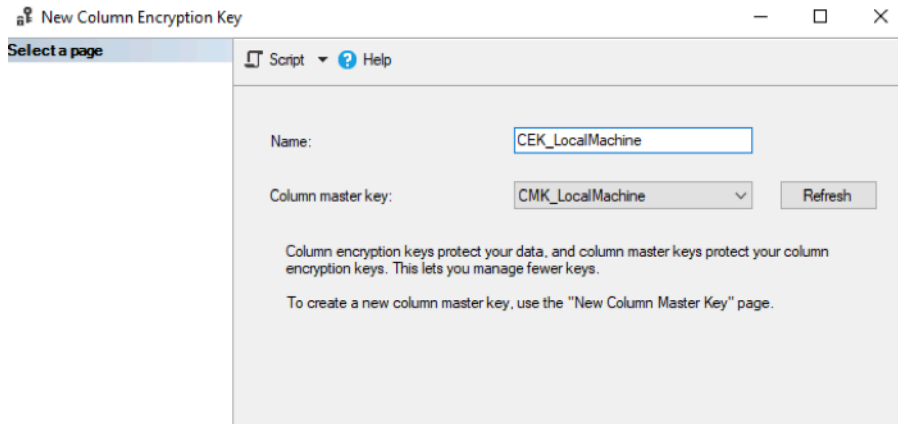 New Column Encryption Key
Select a page
Script Help
Name: CEK_LocalMachine
Column master key: CMK_LocalMachine Refresh
Column encryption keys protect your data, and column master keys protect your column
encryption keys. This lets you manage fewer keys.
To create a new column master key, use the "New Column Master Key" page.